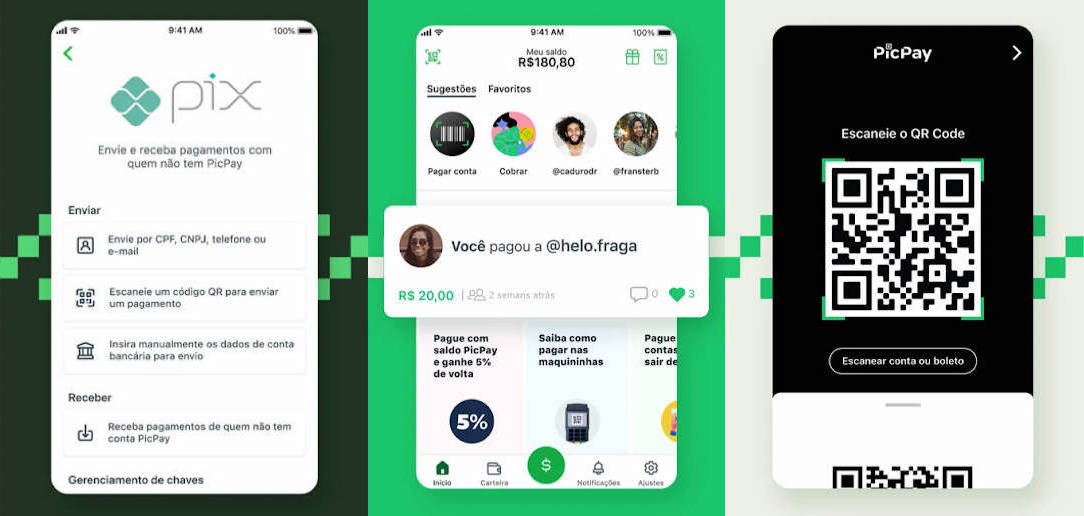 9:41 AM
100%
pix
Envie e receba pagamentos com
quem não tem PicPay
Enviar
Envie por CPF, CNPJ, telefone ou
e-mail
Escaneie um código QR para enviar
um pagamento
Insira manualmente os dados de conta
bancária para envio
Receber
Receba pagamentos de quem não tem
conta PicPay
Gerenciamento de chaves
9:41 AM
100%
Meu saldo
R$180,80
Sugestões Favoritos
Pagar conta
Cobrar
@cadurodr
@fransterb
Você pagou a @helo.fraga
R$ 20,00 | 2 semans atrás
0
3
Pague com
saldo PicPay
e ganhe 5%
de volta
5%
Saiba como
pagar nas
maquininhas
Pague
contas
sair de
$
Início
Carteira
Notificações
Ajustes
PicPay
Escaneie o QR Code
Escanear conta ou boleto